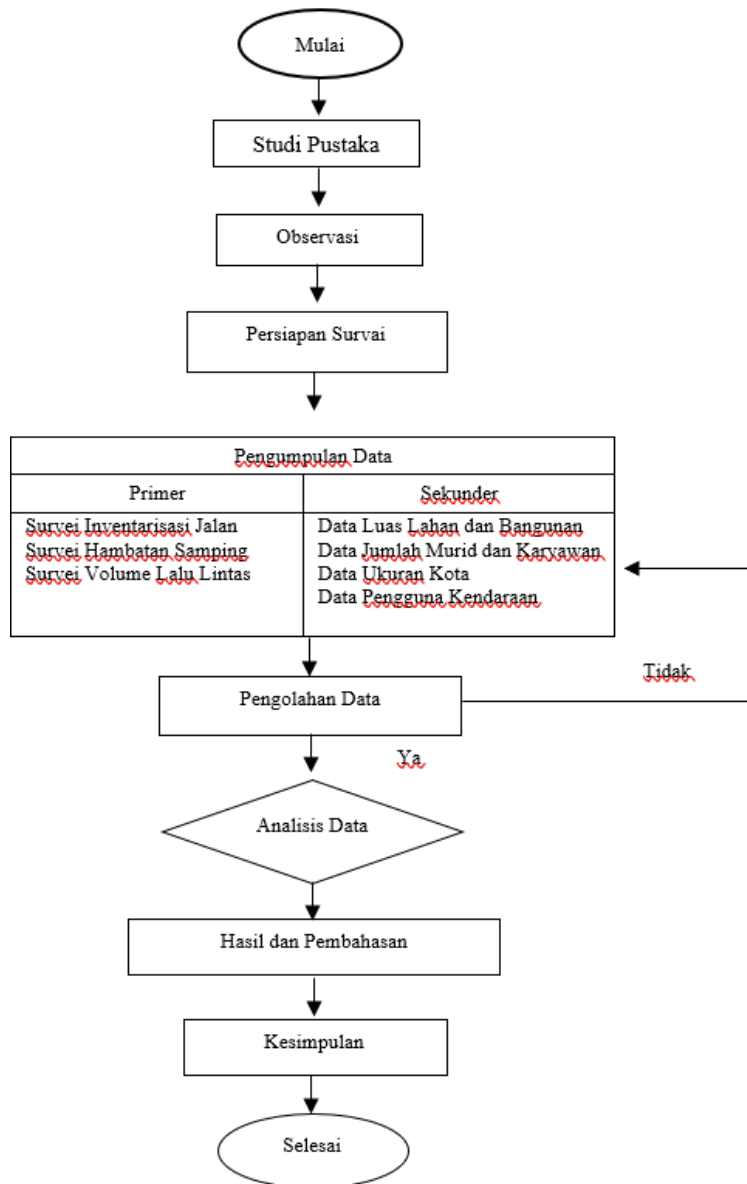 Mulai
Studi Pustaka
Observasi
Persiapan Survai
Pengumpulan Data
Primer
Sekunder
Survei Inventarisasi Jalan
Survei Hambatan Samping
Survei Volume Lalu Lintas
Data Luas Lahan dan Bangunan
Data Jumlah Murid dan Karyawan
Data Ukuran Kota
Data Pengguna Kendaraan
Tidak
Pengolahan Data
Ya
Analisis Data
Hasil dan Pembahasan
Kesimpulan
Selesai